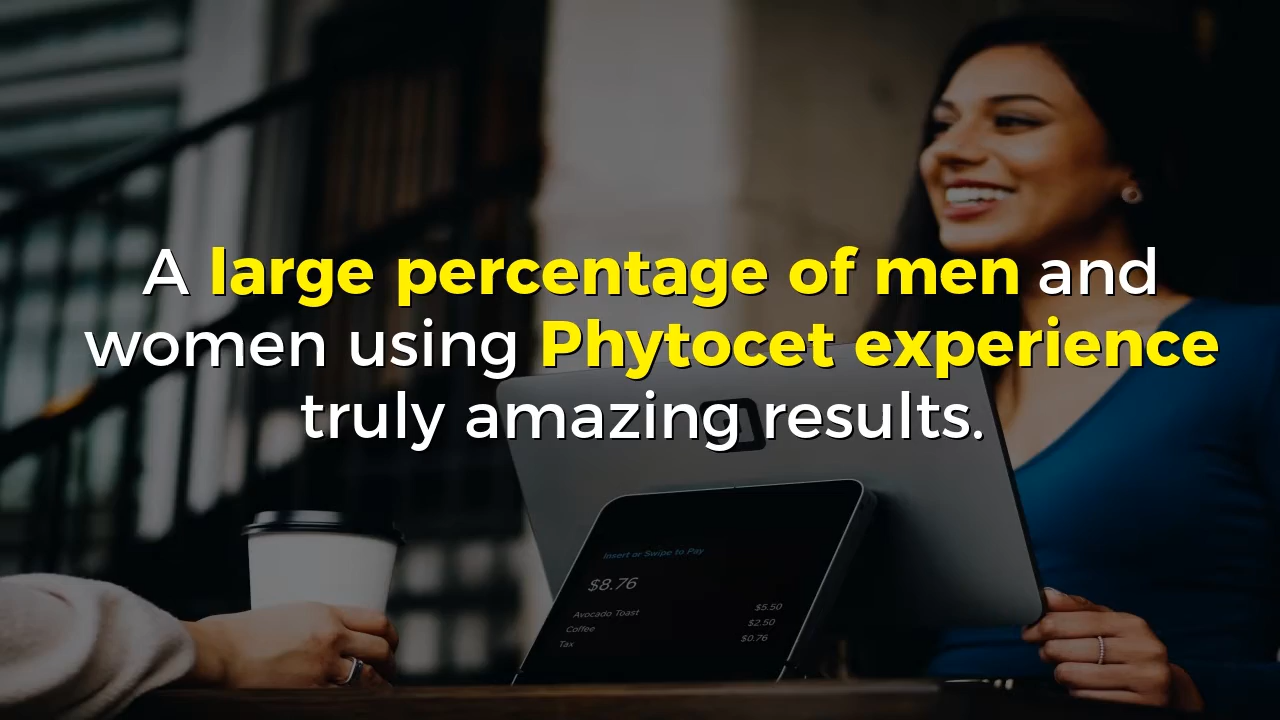 A large percentage of men and
women using Phytocet experience
truly amazing results.
Insert or Swipe to Pay
$8.76
Avocado Toast $5.50
Coffee $2.50
Tax $0.76